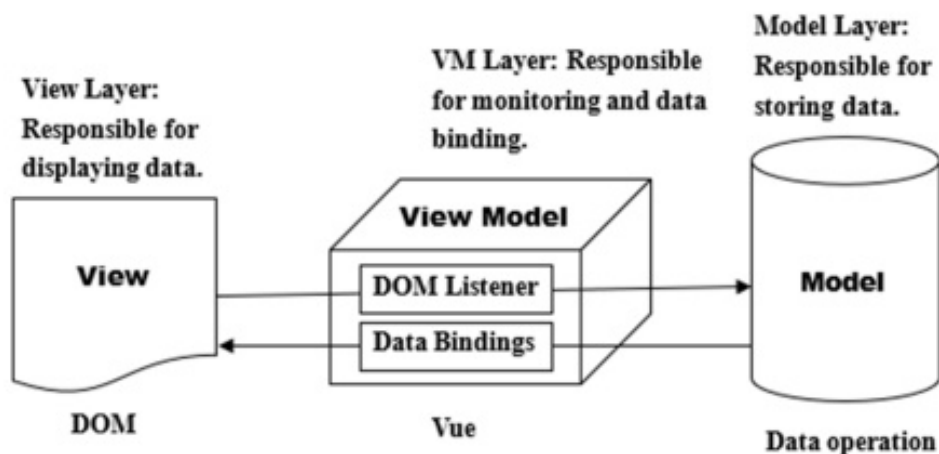 Model Layer:
Responsible for
storing data.
VM Layer: Responsible
for monitoring and data
binding.
View Layer:
Responsible for
displaying data.
View Model
View
DOM Listener
Model
Data Bindings
DOM
Vue
Data operation